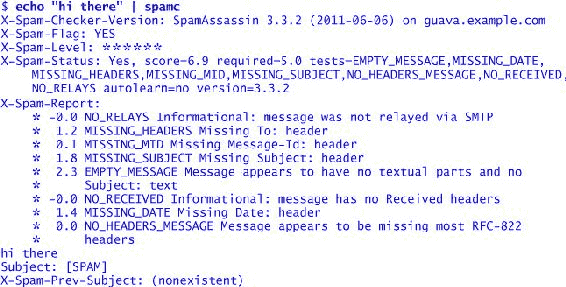 $ echo "hi there" | spamc
X-Spam-Checker-Version: SpamAssassin 3.3.2 (2011-06-06) on guava.example.com
X-Spam-Flag: YES
X-Spam-Level: ******
X-Spam-Status: Yes, score-6.9 required-5.0 tests-EMPTY_MESSAGE,MISSING_DATE,
MISSING_HEADERS,MISSING_MID,MISSING_SUBJECT,NO_HEADERS_MESSAGE,NO_RECEIVED,
NO_RELAYS autolearn=no version=3.3.2
X-Spam-Report:
* -0.0 NO_RELAYS Informational: message was not relayed via SMTP
* 1.2 MISSING_HEADERS Missing To: header
* 0.1 MISSING_MID Missing Message-Id: header
* 1.8 MISSING_SUBJECT Missing Subject: header
* 2.3 EMPTY_MESSAGE Message appears to have no textual parts and no
* Subject: text
* -0.0 NO_RECEIVED Informational: message has no Received headers
* 1.4 MISSING_DATE Missing Date: header
* 0.0 NO_HEADERS_MESSAGE Message appears to be missing most RFC-822
* headers
hi there
Subject: [SPAM]
X-Spam-Prev-Subject: (nonexistent)